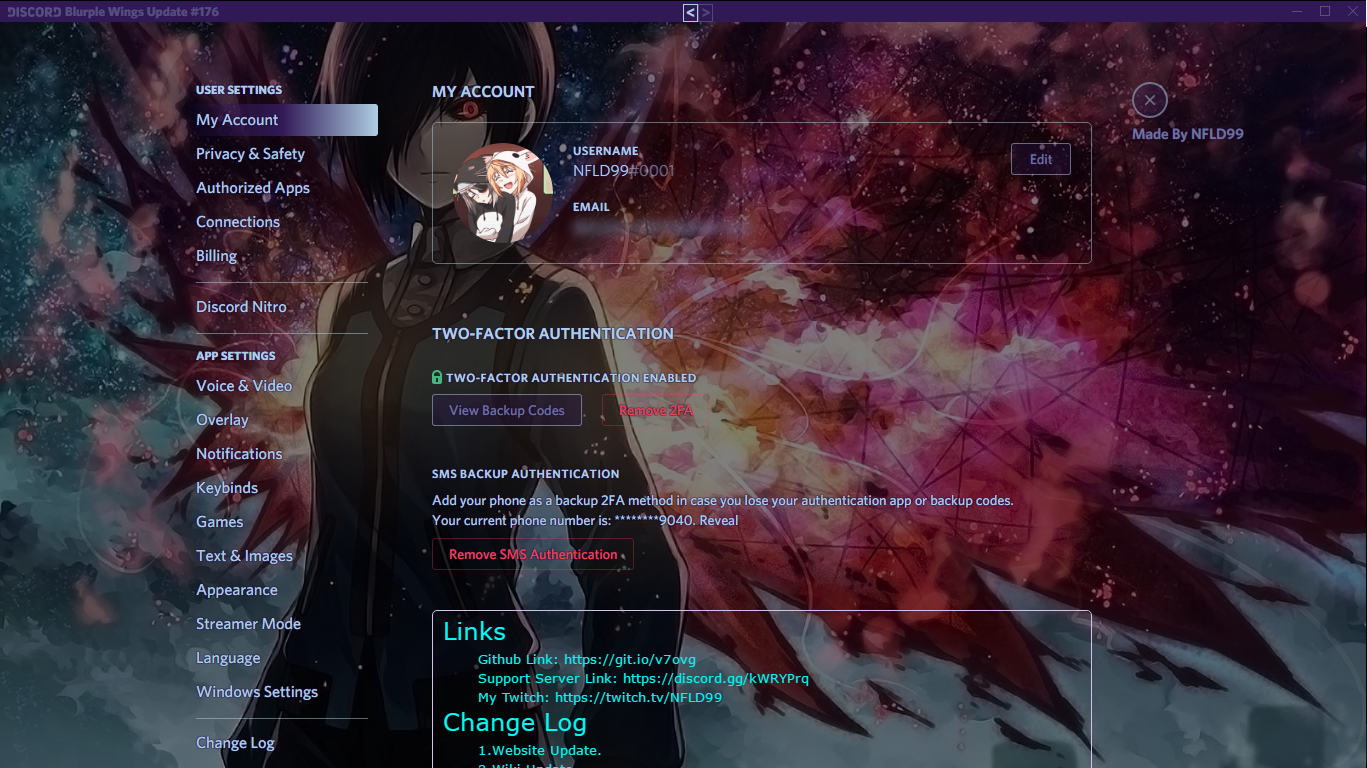 DISCORD Blurple Wings Update #176
< >
USER SETTINGS
My Account
Privacy & Safety
Authorized Apps
Connections
Billing
Discord Nitro
APP SETTINGS
Voice & Video
Overlay
Notifications
Keybinds
Games
Text & Images
Appearance
Streamer Mode
Language
Windows Settings
Change Log
MY ACCOUNT
USERNAME
NFLD99#0001
Edit
EMAIL
TWO-FACTOR AUTHENTICATION
TWO-FACTOR AUTHENTICATION ENABLED
View Backup Codes
Remove 2FA
SMS BACKUP AUTHENTICATION
Add your phone as a backup 2FA method in case you lose your authentication app or backup codes.
Your current phone number is: ********9040. Reveal
Remove SMS Authentication
Links
Github Link: https://git.io/v7ovg
Support Server Link: https://discord.gg/kWRYPrq
My Twitch: https://twitch.tv/NFLD99
Change Log
1.Website Update.
2.Wiki Update
Made By NFLD99